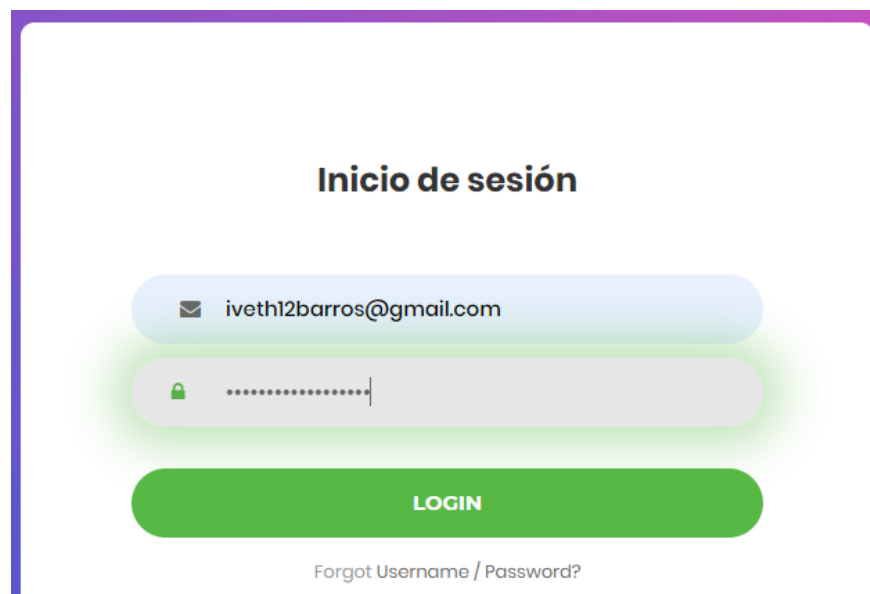 Inicio de sesión
iveth12barros@gmail.com
••••••••••••••••••
LOGIN
Forgot Username / Password?